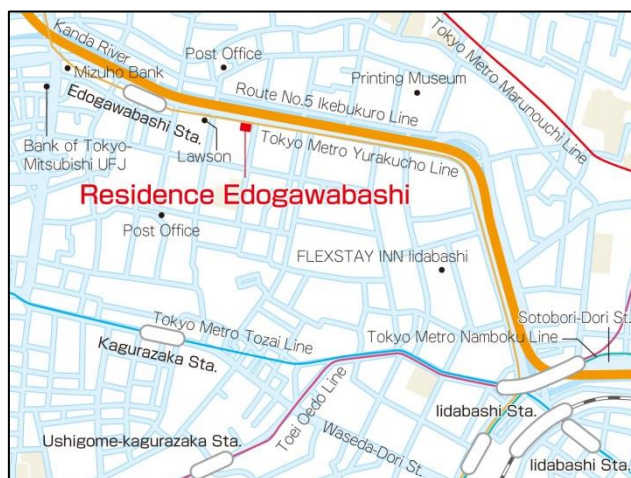 Kanda River
Post Office
Mizuho Bank
Printing Museum
Tokyo Metro Marunouchi Line
Edogawabashi Sta.
Route No.5 Ikebukuro Line
Bank of Tokyo-
Mitsubishi UFJ
Lawson
Tokyo Metro Yurakucho Line
Residence Edogawabashi
Post Office
FLEXSTAY INN Iidabashi
Tokyo Metro Tozai Line
Kagurazaka Sta.
Sotobori-Dori St.
Tokyo Metro Namboku Line
Toei Oedo Line
Iidabashi Sta.
Ushigome-kagurazaka Sta.
Waseda-Dori St.
Iidabashi Sta.